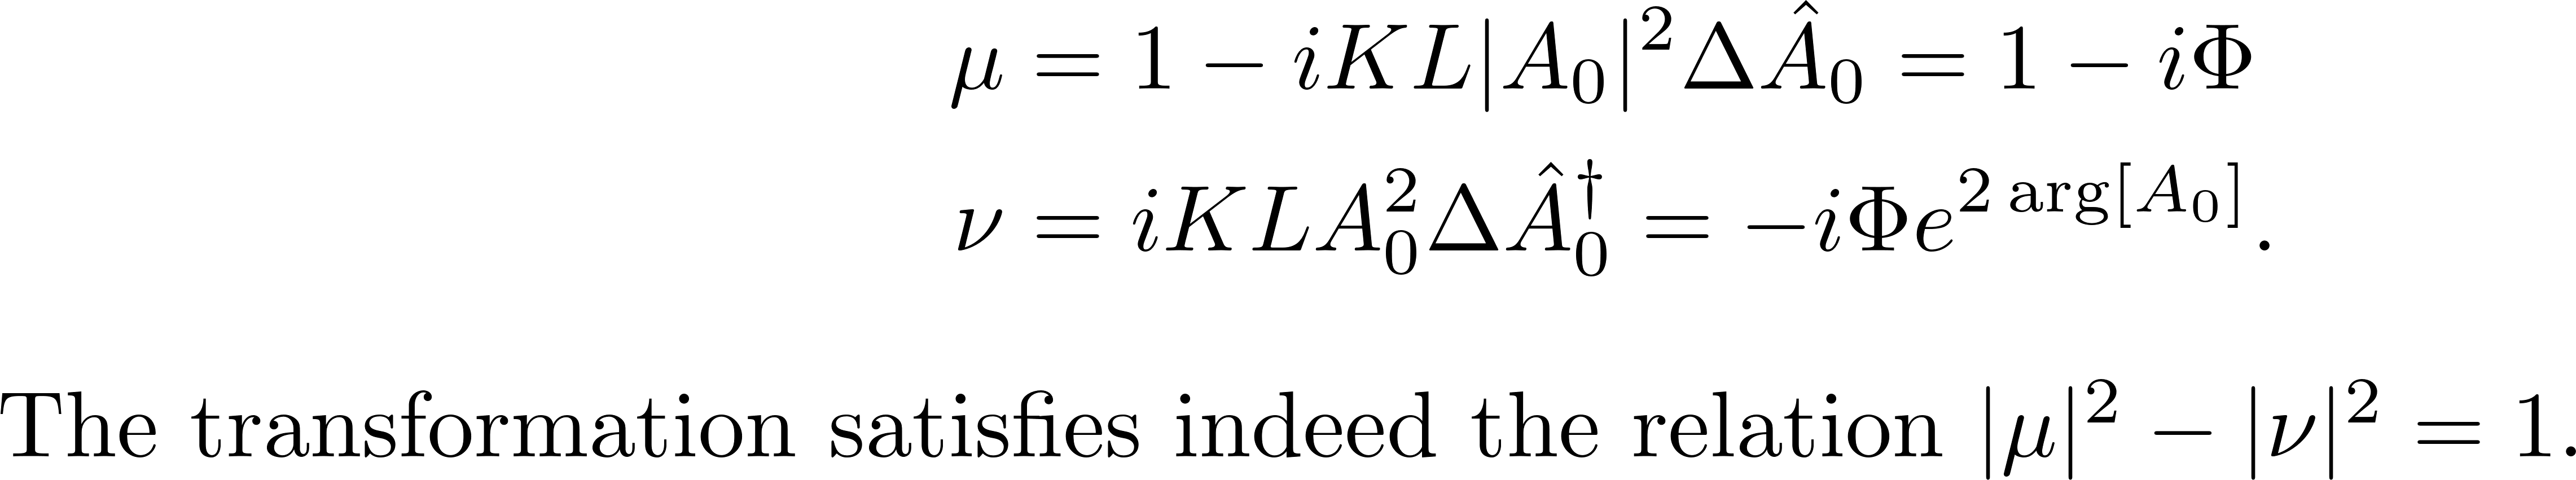 μ = 1 − iKL|A₀|²ΔÂ₀ = 1 − iΦ
ν = iKLA₀²ΔÂ₀† = −iΦe^{2 arg[A₀]}.
The transformation satisfies indeed the relation |μ|² − |ν|² = 1.